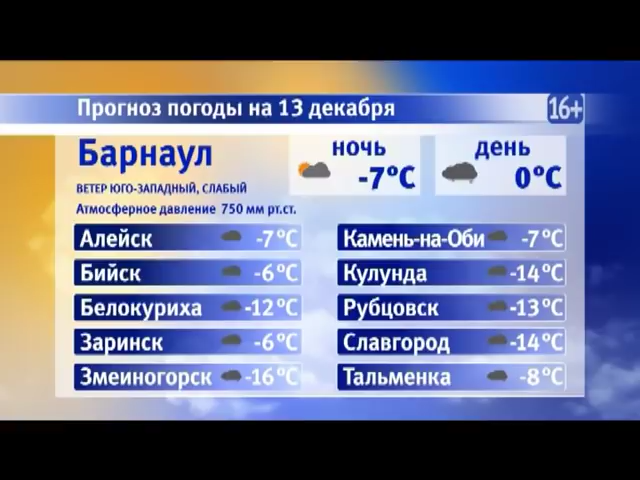 Прогноз погоды на 13 декабря
16+
Барнаул
ночь
-7°C
день
0°C
ВЕТЕР ЮГО-ЗАПАДНЫЙ, СЛАБЫЙ
Атмосферное давление 750 мм рт.ст.
Алейск -7°C
Бийск -6°C
Белокуриха -12°C
Заринск -6°C
Змеиногорск -16°C
Камень-на-Оби -7°C
Кулунда -14°C
Рубцовск -13°C
Славгород -14°C
Тальменка -8°C